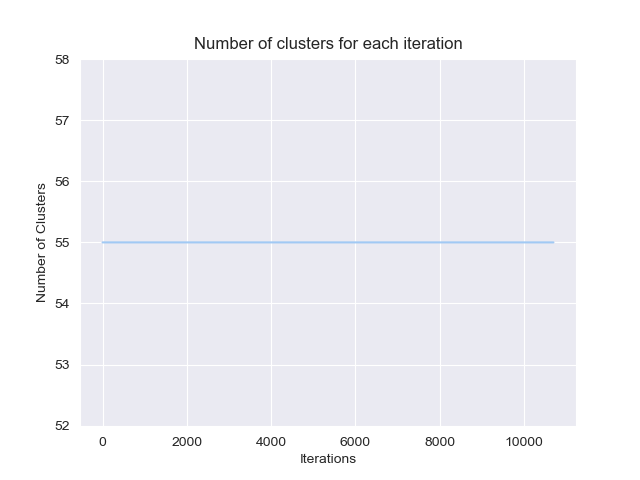 Number of clusters for each iteration
58
57
56
55
54
53
52
Number of Clusters
0 2000 4000 6000 8000 10000
Iterations